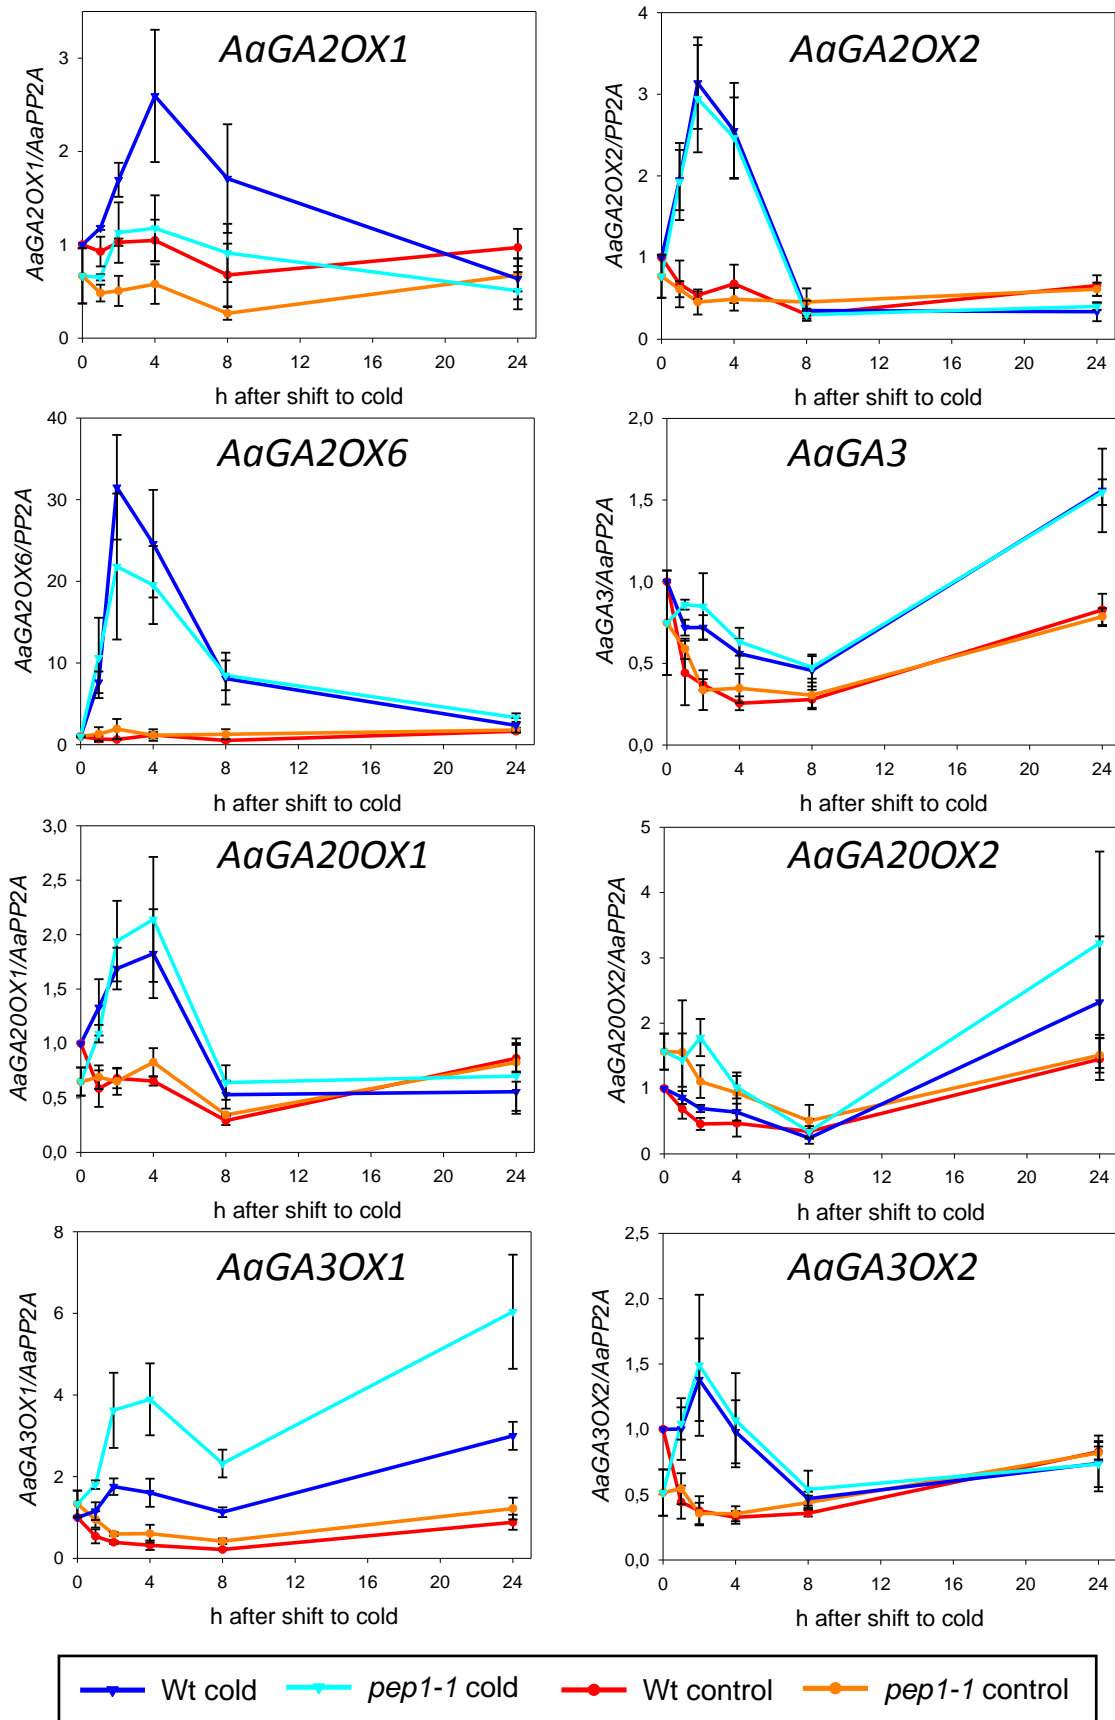 AaGA2OX1
AaGA2OX1/AaPP2A
3
2
1
0
0 4 8 12 16 20 24
h after shift to cold
AaGA2OX2
AaGA2OX2/PP2A
4
3
2
1
0
0 4 8 12 16 20 24
h after shift to cold
AaGA2OX6
AaGA2OX6/PP2A
40
30
20
10
0
0 4 8 12 16 20 24
h after shift to cold
AaGA3
AaGA3/AaPP2A
2,0
1,5
1,0
0,5
0,0
0 4 8 12 16 20 24
h after shift to cold
AaGA20OX1
AaGA20OX1/AaPP2A
3,0
2,5
2,0
1,5
1,0
0,5
0,0
0 4 8 12 16 20 24
h after shift to cold
AaGA20OX2
AaGA20OX2/AaPP2A
5
4
3
2
1
0
0 4 8 12 16 20 24
h after shift to cold
AaGA3OX1
AaGA3OX1/AaPP2A
8
6
4
2
0
0 4 8 12 16 20 24
h after shift to cold
AaGA3OX2
AaGA3OX2/AaPP2A
2,5
2,0
1,5
1,0
0,5
0,0
0 4 8 12 16 20 24
h after shift to cold
Wt cold pep1-1 cold Wt control pep1-1 control